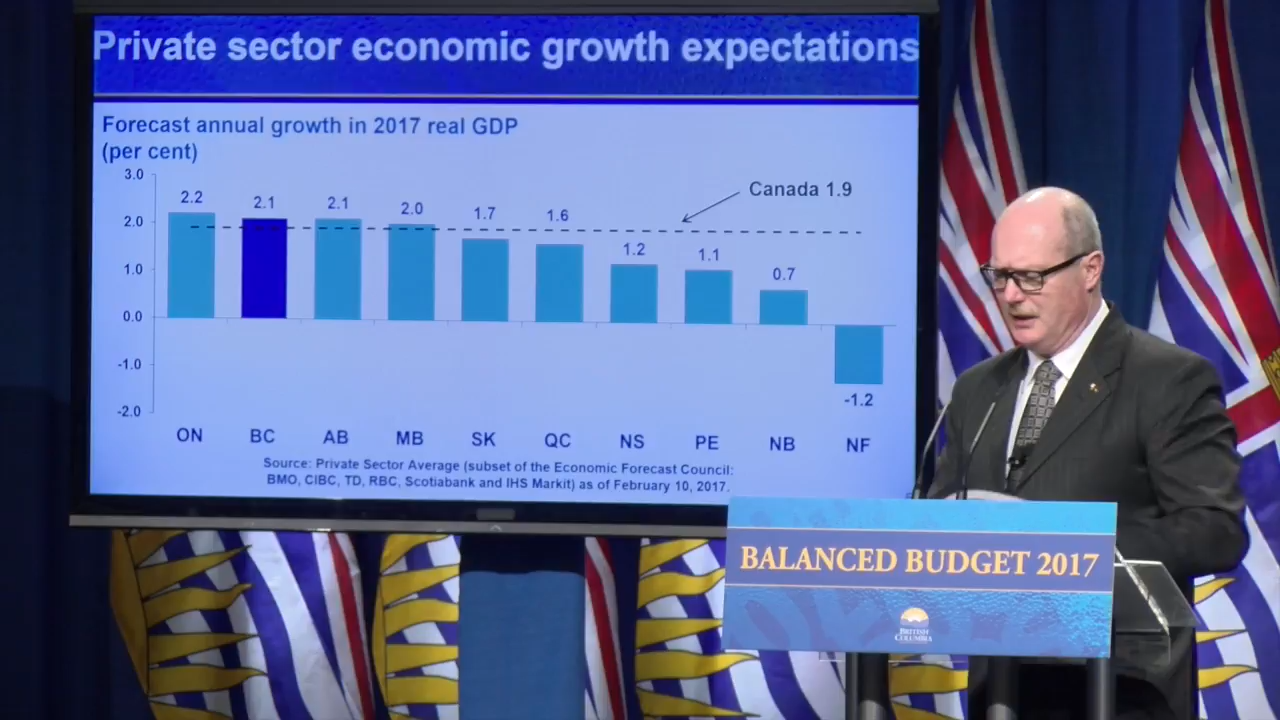 Private sector economic growth expectations
Forecast annual growth in 2017 real GDP
(per cent)
3.0
2.0
1.0
0.0
-1.0
-2.0
2.2
2.1
2.1
2.0
1.7
1.6
1.2
1.1
0.7
-1.2
Canada 1.9
ON BC AB MB SK QC NS PE NB NF
Source: Private Sector Average (subset of the Economic Forecast Council:
BMO, CIBC, TD, RBC, Scotiabank and IHS Markit) as of February 10, 2017.
BALANCED BUDGET 2017
BRITISH
COLUMBIA